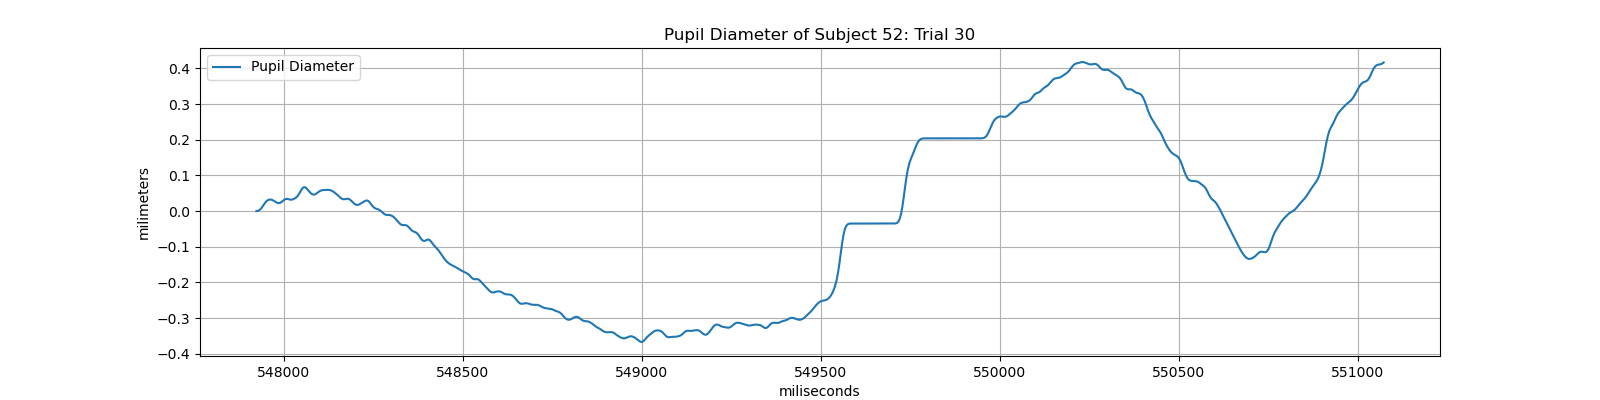 Pupil Diameter of Subject 52: Trial 30
Pupil Diameter
milimeters
0.4
0.3
0.2
0.1
0.0
−0.1
−0.2
−0.3
−0.4
548000 548500 549000 549500 550000 550500 551000
miliseconds